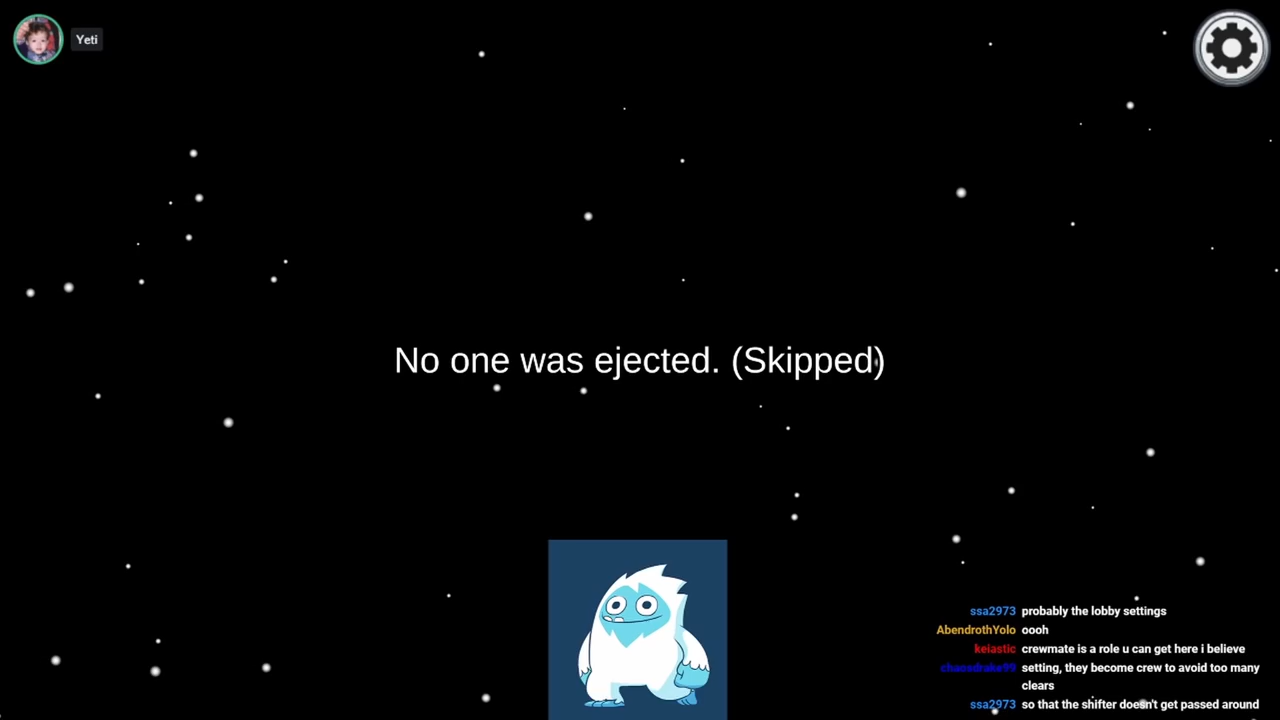 Yeti
No one was ejected. (Skipped)
ssa2973 probably the lobby settings
AbendrothYolo oooh
keiastic crewmate is a role u can get here i believe
chaosdrake99 setting, they become crew to avoid too many
clears
ssa2973 so that the shifter doesn't get passed around